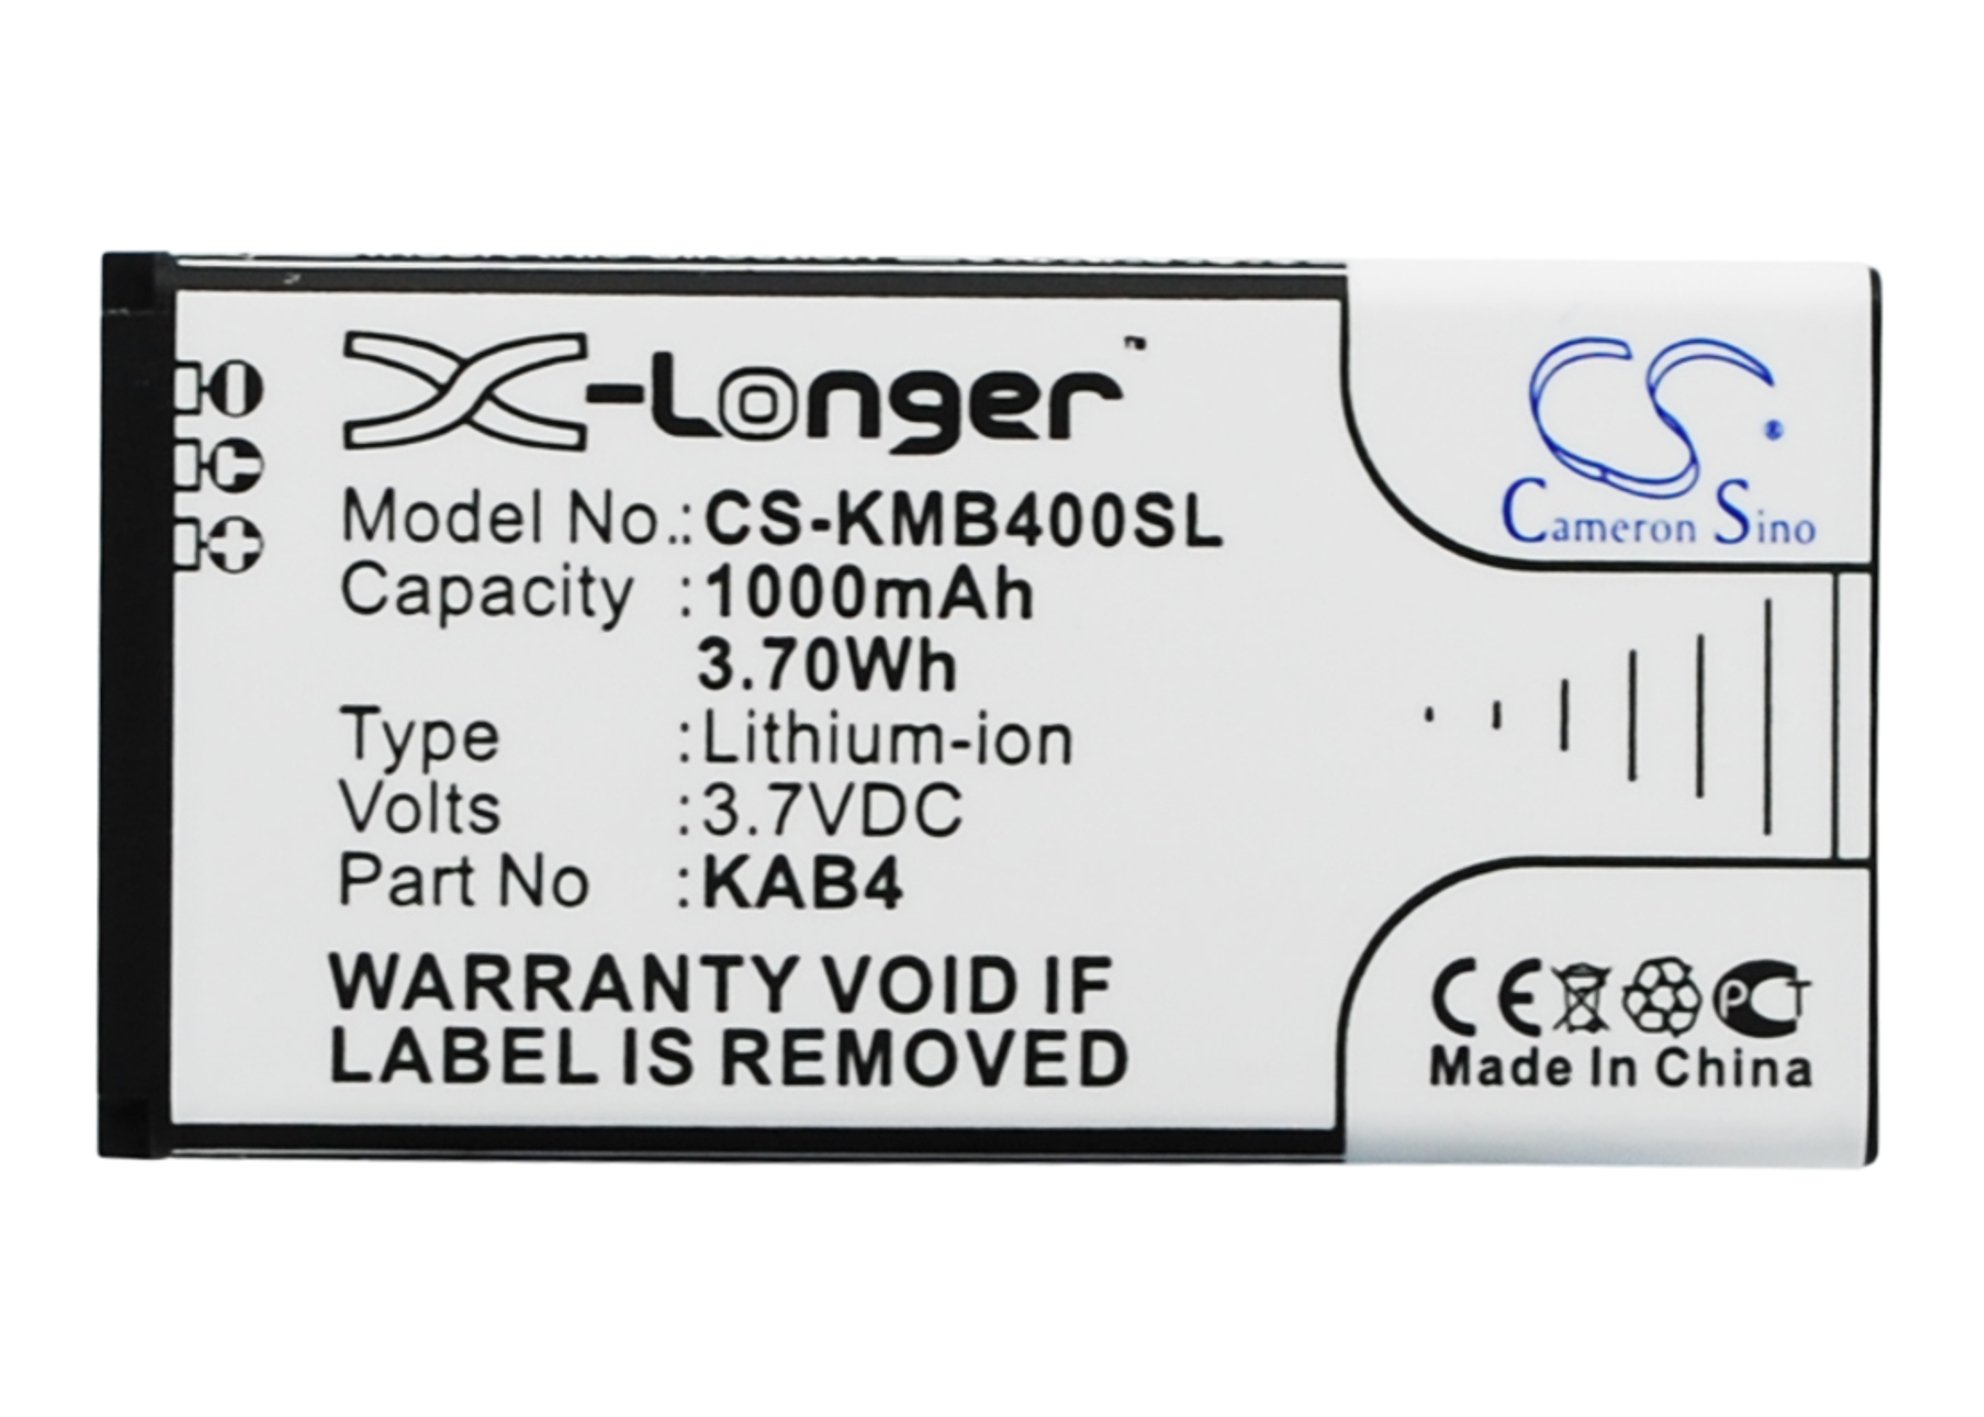 X-Longer™
Model No.: CS-KMB400SL
Capacity :1000mAh
3.70Wh
Type :Lithium-ion
Volts :3.7VDC
Part No :KAB4
WARRANTY VOID IF
LABEL IS REMOVED
CS®
Cameron Sino
CE PCT
Made In China